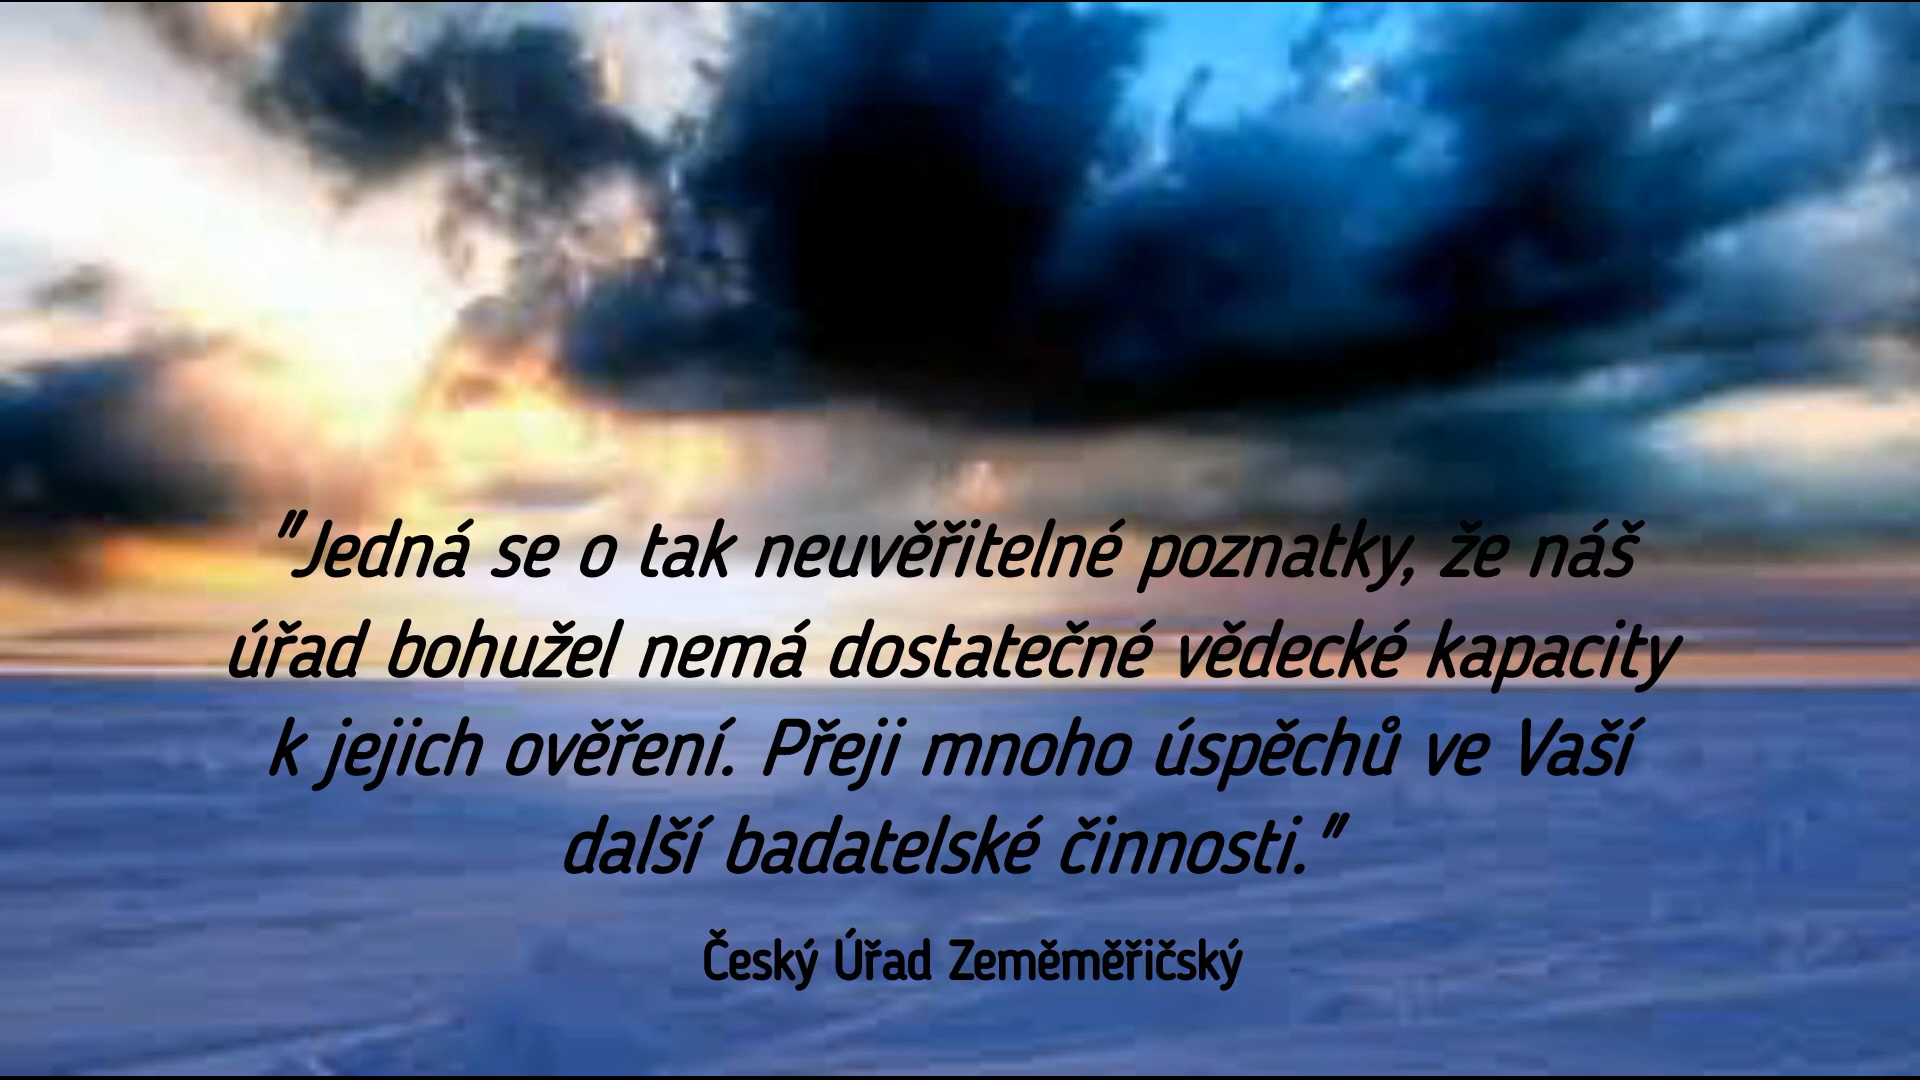 "Jedná se o tak neuvěřitelné poznatky, že náš
úřad bohužel nemá dostatečné vědecké kapacity
k jejich ověření. Přeji mnoho úspěchů ve Vaší
další badatelské činnosti."
Český Úřad Zeměměřičský